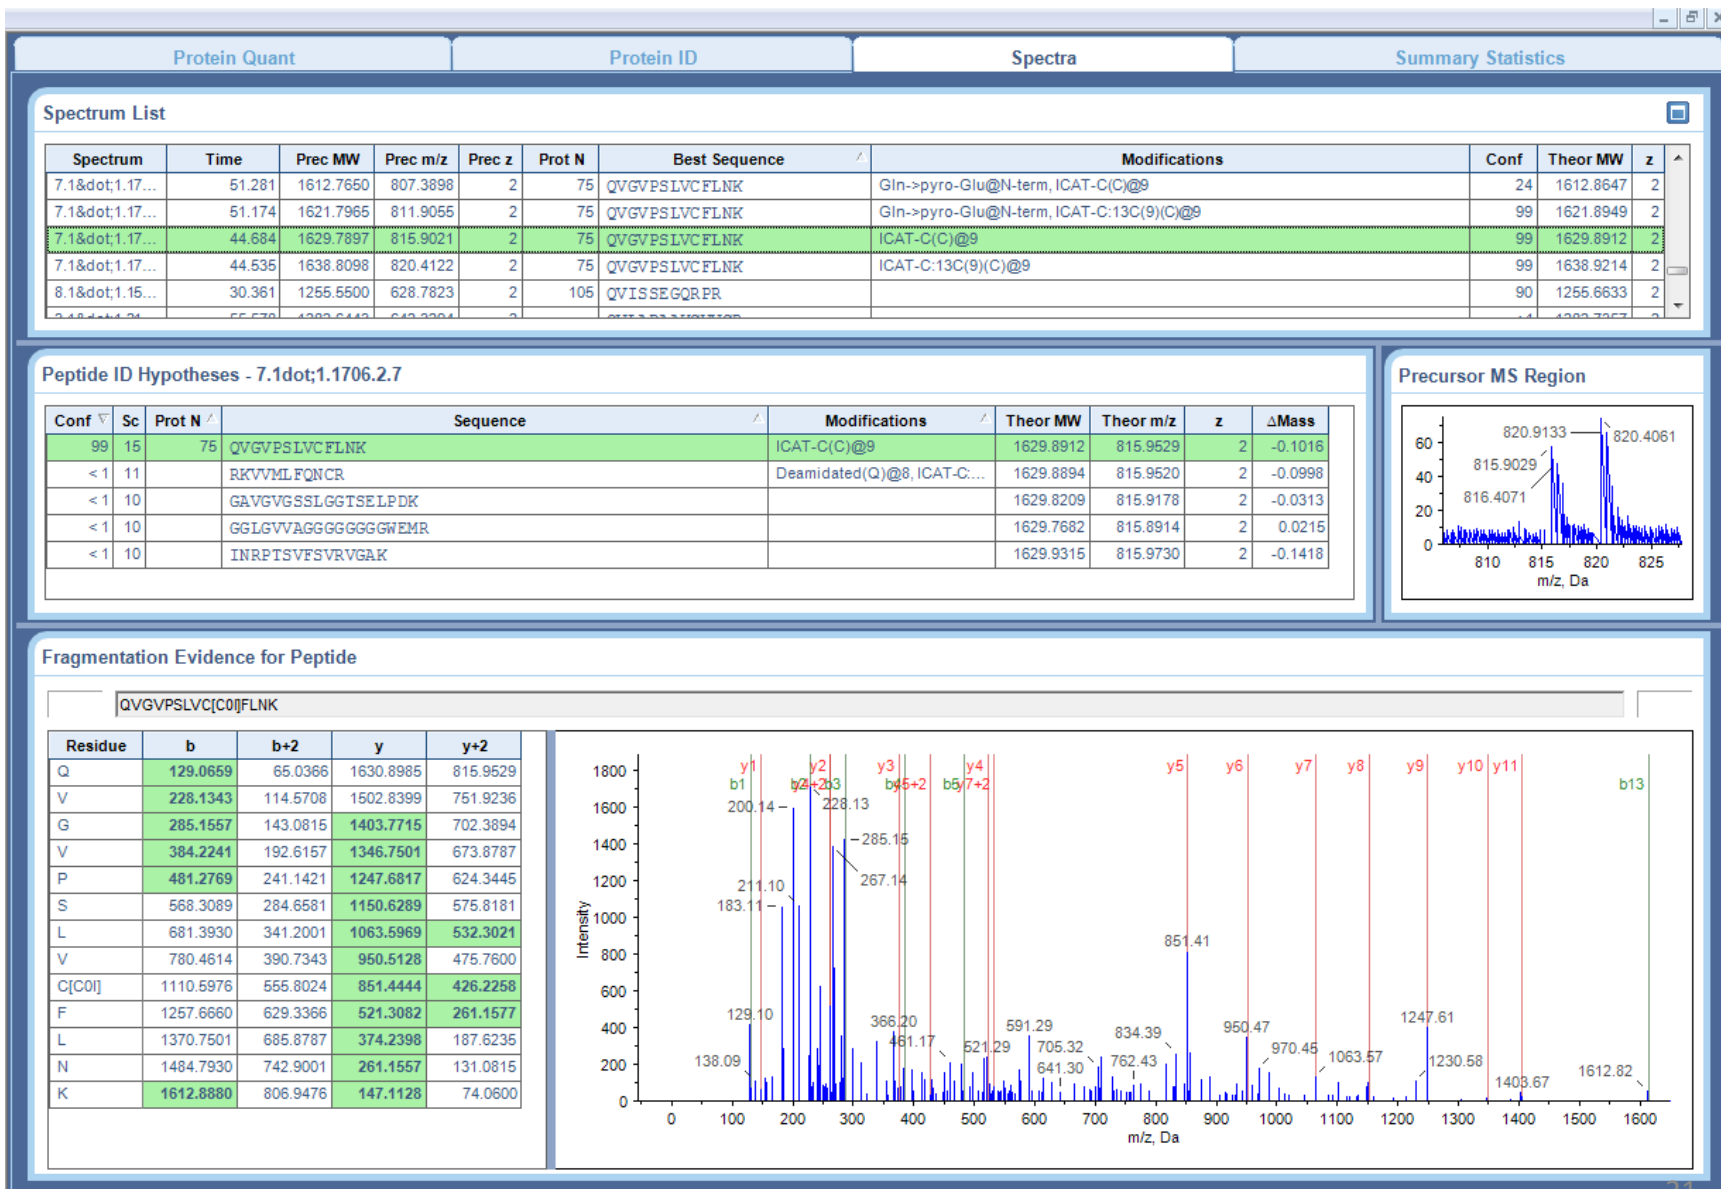 Protein Quant Protein ID Spectra Summary Statistics
Spectrum List
Spectrum Time Prec MW Prec m/z Prec z Prot N Best Sequence Modifications Conf Theor MW z
7.1&dot;1.17... 51.281 1612.7650 807.3898 2 75 QVGVPSLVCFLNK Gln->pyro-Glu@N-term, ICAT-C(C)@9 24 1612.8647 2
7.1&dot;1.17... 51.174 1621.7965 811.9055 2 75 QVGVPSLVCFLNK Gln->pyro-Glu@N-term, ICAT-C:13C(9)(C)@9 99 1621.8949 2
7.1&dot;1.17... 44.684 1629.7897 815.9021 2 75 QVGVPSLVCFLNK ICAT-C(C)@9 99 1629.8912 2
7.1&dot;1.17... 44.535 1638.8098 820.4122 2 75 QVGVPSLVCFLNK ICAT-C:13C(9)(C)@9 99 1638.9214 2
8.1&dot;1.15... 30.361 1255.5500 628.7823 2 105 QVISSEGQRPR 90 1255.6633 2
Peptide ID Hypotheses - 7.1dot;1.1706.2.7
Conf Sc Prot N Sequence Modifications Theor MW Theor m/z z ΔMass
99 15 75 QVGVPSLVCFLNK ICAT-C(C)@9 1629.8912 815.9529 2 -0.1016
< 1 11 RKVVMLFQNCR Deamidated(Q)@8, ICAT-C:... 1629.8894 815.9520 2 -0.0998
< 1 10 GAVGVGSSLGGTSELPDK 1629.8209 815.9178 2 -0.0313
< 1 10 GGLGVVAGGGGGGGGWEMR 1629.7682 815.8914 2 0.0215
< 1 10 INRPTSVFSVRVGAK 1629.9315 815.9730 2 -0.1418
Precursor MS Region
60 820.9133 820.4061
815.9029
40
816.4071
20
0
810 815 820 825
m/z, Da
Fragmentation Evidence for Peptide
QVGVPSLVC[C0I]FLNK
Residue b b+2 y y+2
Q 129.0659 65.0366 1630.8985 815.9529
V 228.1343 114.5708 1502.8399 751.9236
G 285.1557 143.0815 1403.7715 702.3894
V 384.2241 192.6157 1346.7501 673.8787
P 481.2769 241.1421 1247.6817 624.3445
S 568.3089 284.6581 1150.6289 575.8181
L 681.3930 341.2001 1063.5969 532.3021
V 780.4614 390.7343 950.5128 475.7600
C[C0I] 1110.5976 555.8024 851.4444 426.2258
F 1257.6660 629.3366 521.3082 261.1577
L 1370.7501 685.8787 374.2398 187.6235
N 1484.7930 742.9001 261.1557 131.0815
K 1612.8880 806.9476 147.1128 74.0600
y1 y2 y3 y4 y5 y6 y7 y8 y9 y10 y11
b1 b2 y4+2 b3 b4 y5+2 b5 y7+2 b13
1800
1600 200.14 228.13
1400 285.15
1200 267.14
211.10
1000 183.11
Intensity
800 851.41
600
400 129.10 366.20 591.29 1247.61
461.17 521.29 705.32 834.39 950.47
200 138.09 641.30 762.43 970.45 1063.57 1230.58 1403.67 1612.82
0
0 100 200 300 400 500 600 700 800 900 1000 1100 1200 1300 1400 1500 1600
m/z, Da